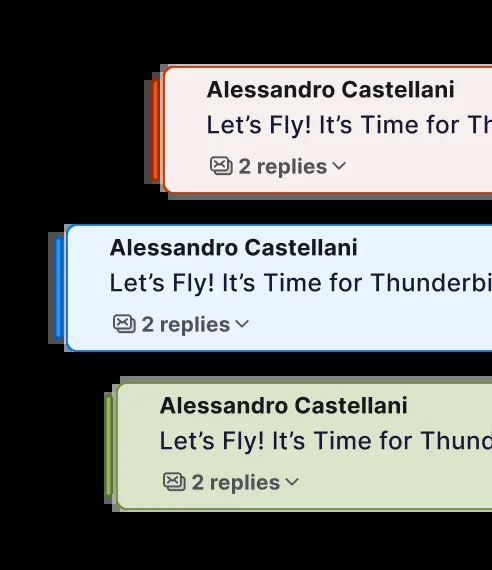 Alessandro Castellani
Let’s Fly! It’s Time for
2 replies
Alessandro Castellani
Let’s Fly! It’s Time for Thunderbi
2 replies
Alessandro Castellani
Let’s Fly! It’s Time for Thund
2 replies